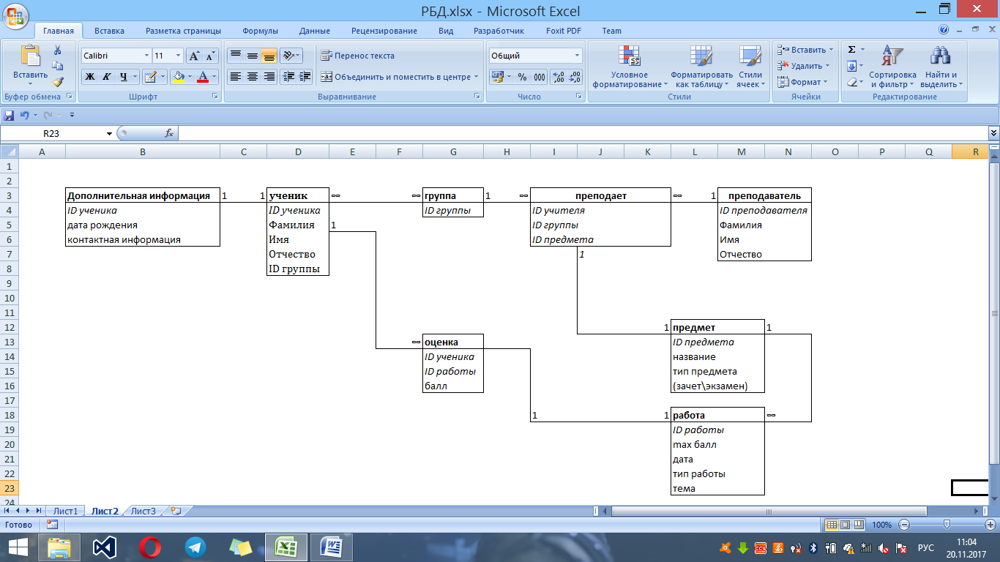 РБД.xlsx - Microsoft Excel
Главная Вставка Разметка страницы Формулы Данные Рецензирование Вид Разработчик Foxit PDF Team
Вставить
Буфер обмена
Calibri 11
Ж К Ч
Шрифт
Перенос текста
Объединить и поместить в центре
Выравнивание
Общий
% 000
Число
Условное форматирование
Форматировать как таблицу
Стили ячеек
Стили
Вставить
Удалить
Формат
Ячейки
Сортировка и фильтр
Найти и выделить
Редактирование
R23 fx
A B C D E F G H I J K L M N O P Q R
1
2
3 Дополнительная информация 1 1 ученик ∞ ∞ группа 1 ∞ преподает ∞ 1 преподаватель
4 ID ученика ID ученика ID группы ID учителя ID преподавателя
5 дата рождения Фамилия 1 ID группы Фамилия
6 контактная информация Имя ID предмета Имя
7 Отчество 1 Отчество
8 ID группы
9
10
11
12 1 предмет 1
13 ∞ оценка ID предмета
14 ID ученика название
15 ID работы тип предмета
16 балл (зачет\экзамен)
17
18 1 1 работа ∞
19 ID работы
20 max балл
21 дата
22 тип работы
23 тема
24
Лист1 Лист2 Лист3
Готово 100%
РУС 11:04
20.11.2017